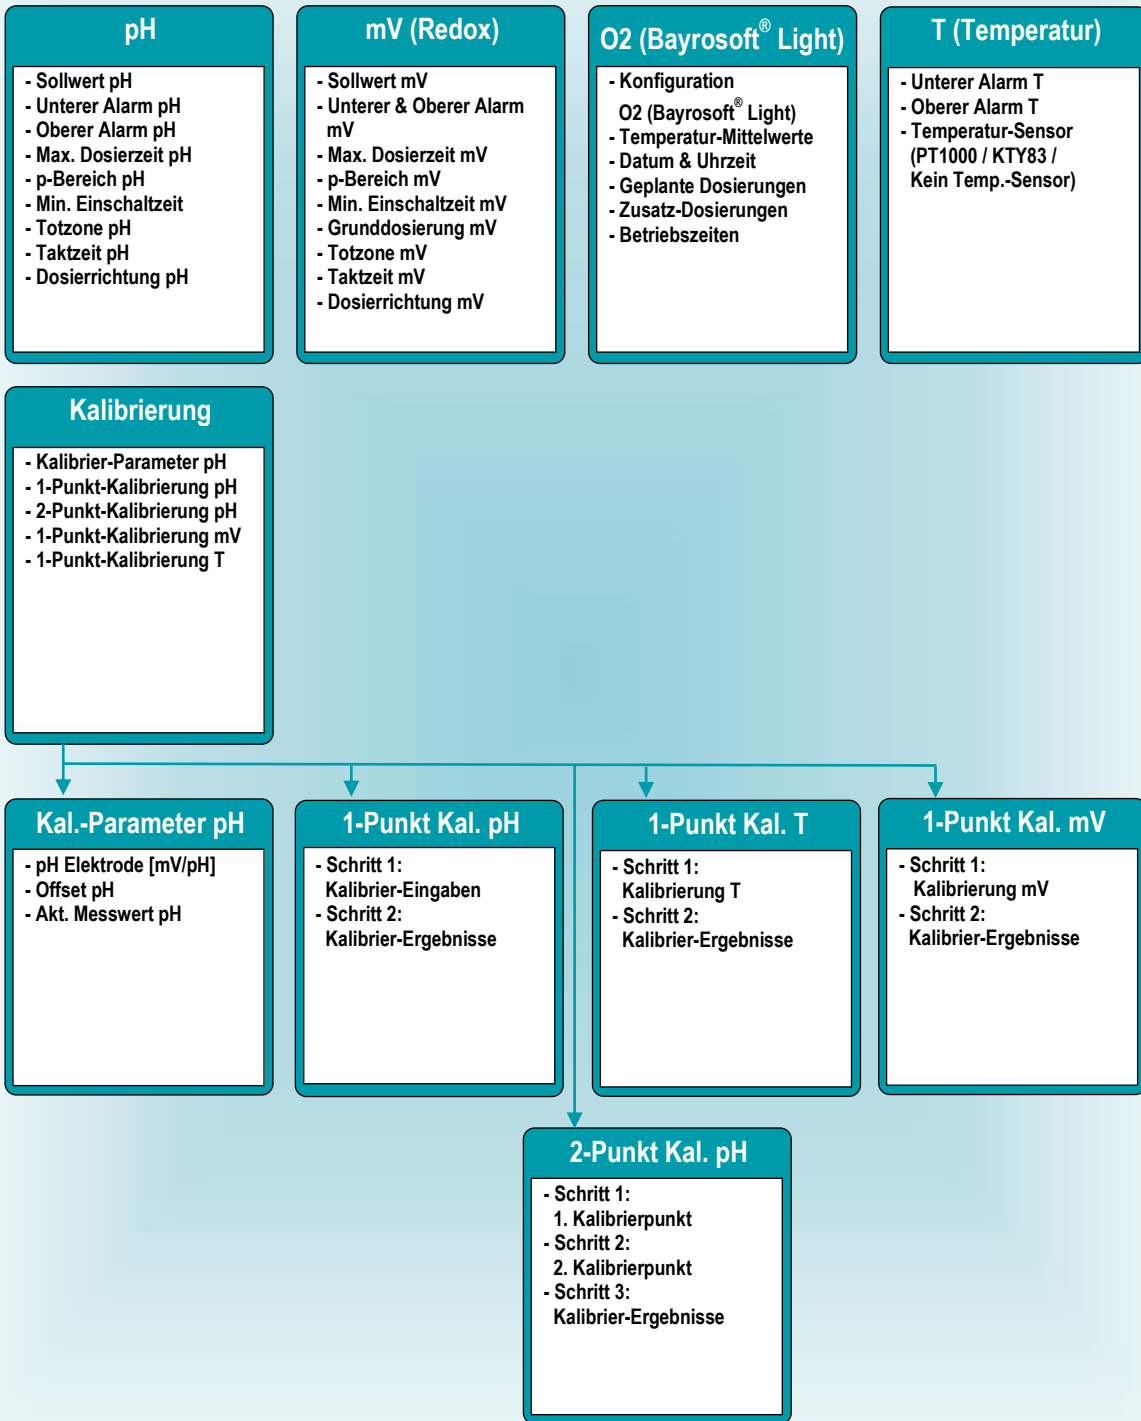 pH
- Sollwert pH
- Unterer Alarm pH
- Oberer Alarm pH
- Max. Dosierzeit pH
- p-Bereich pH
- Min. Einschaltzeit
- Totzone pH
- Taktzeit pH
- Dosierrichtung pH
mV (Redox)
- Sollwert mV
- Unterer & Oberer Alarm
mV
- Max. Dosierzeit mV
- p-Bereich mV
- Min. Einschaltzeit mV
- Grunddosierung mV
- Totzone mV
- Taktzeit mV
- Dosierrichtung mV
O2 (Bayrosoft® Light)
- Konfiguration
O2 (Bayrosoft® Light)
- Temperatur-Mittelwerte
- Datum & Uhrzeit
- Geplante Dosierungen
- Zusatz-Dosierungen
- Betriebszeiten
T (Temperatur)
- Unterer Alarm T
- Oberer Alarm T
- Temperatur-Sensor
(PT1000 / KTY83 /
Kein Temp.-Sensor)
Kalibrierung
- Kalibrier-Parameter pH
- 1-Punkt-Kalibrierung pH
- 2-Punkt-Kalibrierung pH
- 1-Punkt-Kalibrierung mV
- 1-Punkt-Kalibrierung T
Kal.-Parameter pH
- pH Elektrode [mV/pH]
- Offset pH
- Akt. Messwert pH
1-Punkt Kal. pH
- Schritt 1:
Kalibrier-Eingaben
- Schritt 2:
Kalibrier-Ergebnisse
1-Punkt Kal. T
- Schritt 1:
Kalibrierung T
- Schritt 2:
Kalibrier-Ergebnisse
1-Punkt Kal. mV
- Schritt 1:
Kalibrierung mV
- Schritt 2:
Kalibrier-Ergebnisse
2-Punkt Kal. pH
- Schritt 1:
1. Kalibrierpunkt
- Schritt 2:
2. Kalibrierpunkt
- Schritt 3:
Kalibrier-Ergebnisse